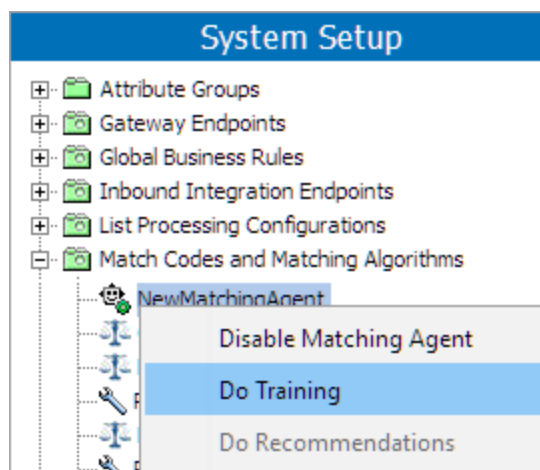 System Setup
Attribute Groups
Gateway Endpoints
Global Business Rules
Inbound Integration Endpoints
List Processing Configurations
Match Codes and Matching Algorithms
NewMatchingAgent
Disable Matching Agent
Do Training
Do Recommendations